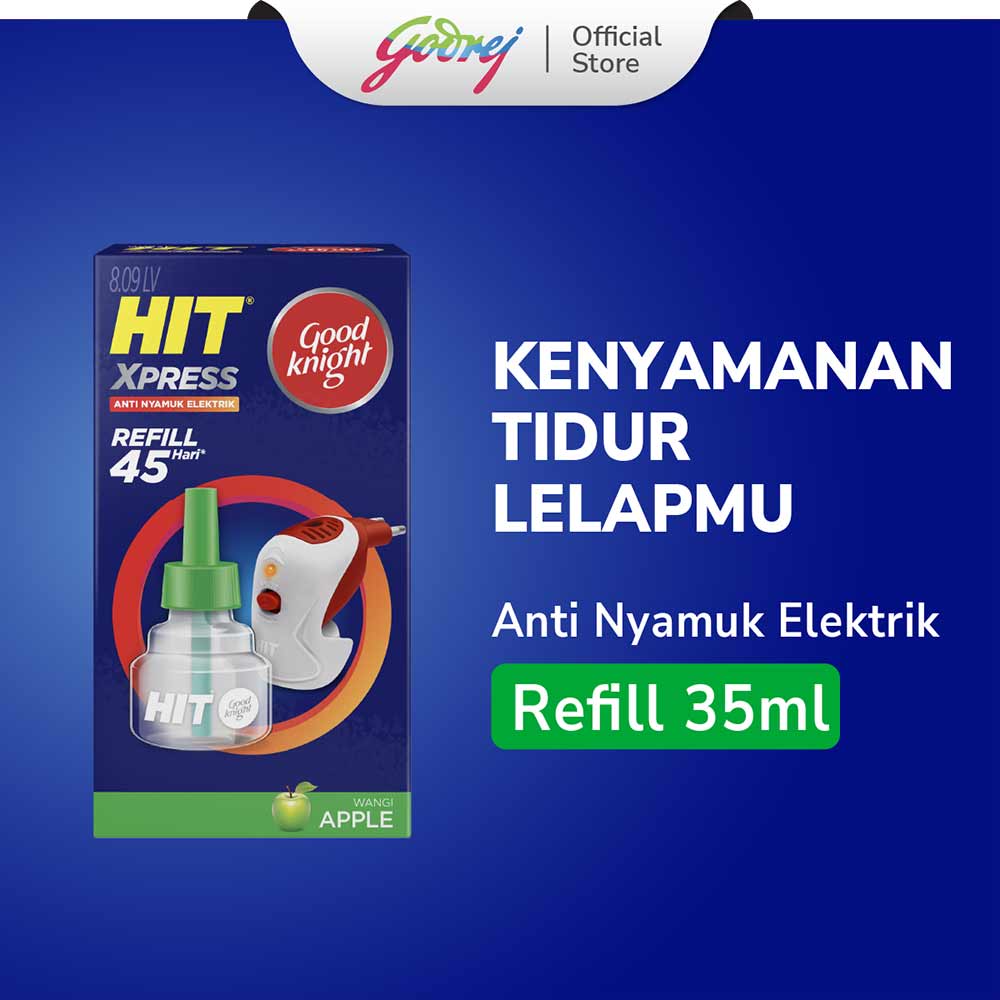 Godrej
Official
Store
8.09 LV
HIT®
XPRESS
ANTI NYAMUK ELEKTRIK
Good
knight
REFILL
45 Hari*
HIT
HIT
Good
knight
WANGI
APPLE
KENYAMANAN
TIDUR
LELAPMU
Anti Nyamuk Elektrik
Refill 35ml